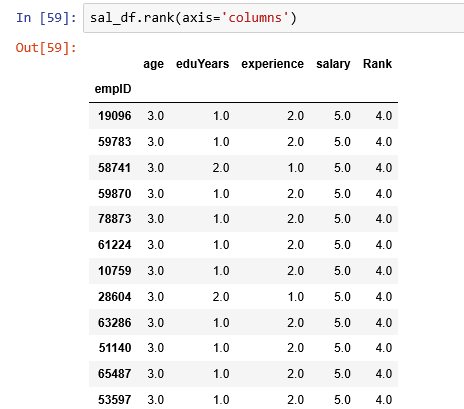 In [59]: sal_df.rank(axis='columns')
Out[59]:
age eduYears experience salary Rank
empID
19096 3.0 1.0 2.0 5.0 4.0
59783 3.0 1.0 2.0 5.0 4.0
58741 3.0 2.0 1.0 5.0 4.0
59870 3.0 1.0 2.0 5.0 4.0
78873 3.0 1.0 2.0 5.0 4.0
61224 3.0 1.0 2.0 5.0 4.0
10759 3.0 1.0 2.0 5.0 4.0
28604 3.0 2.0 1.0 5.0 4.0
63286 3.0 1.0 2.0 5.0 4.0
51140 3.0 1.0 2.0 5.0 4.0
65487 3.0 1.0 2.0 5.0 4.0
53597 3.0 1.0 2.0 5.0 4.0